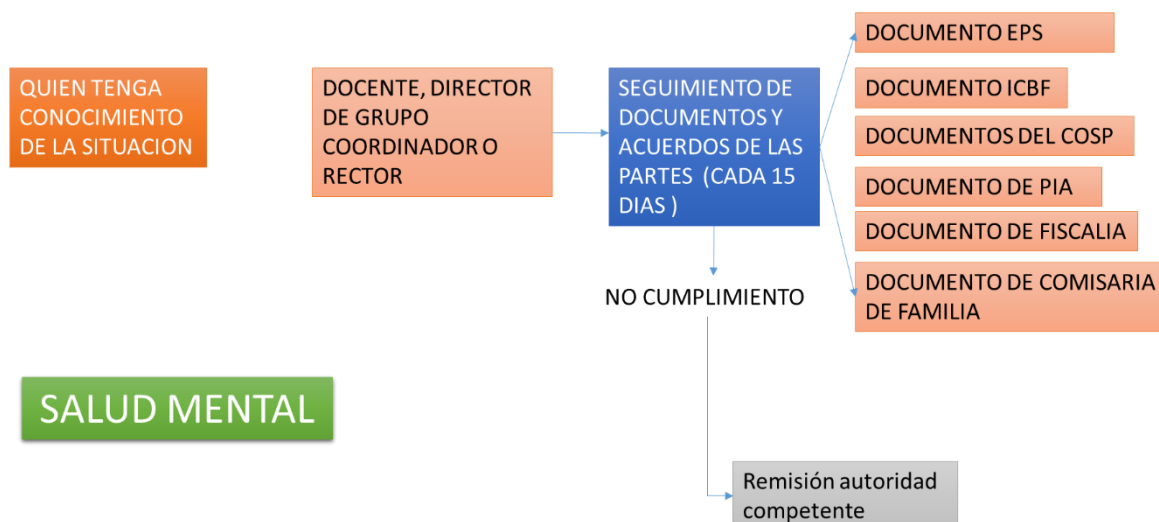 QUIEN TENGA
CONOCIMIENTO
DE LA SITUACION
DOCENTE, DIRECTOR
DE GRUPO
COORDINADOR O
RECTOR
SEGUIMIENTO DE
DOCUMENTOS Y
ACUERDOS DE LAS
PARTES (CADA 15
DIAS )
DOCUMENTO EPS
DOCUMENTO ICBF
DOCUMENTOS DEL COSP
DOCUMENTO DE PIA
DOCUMENTO DE FISCALIA
DOCUMENTO DE COMISARIA
DE FAMILIA
NO CUMPLIMIENTO
SALUD MENTAL
Remisión autoridad
competente